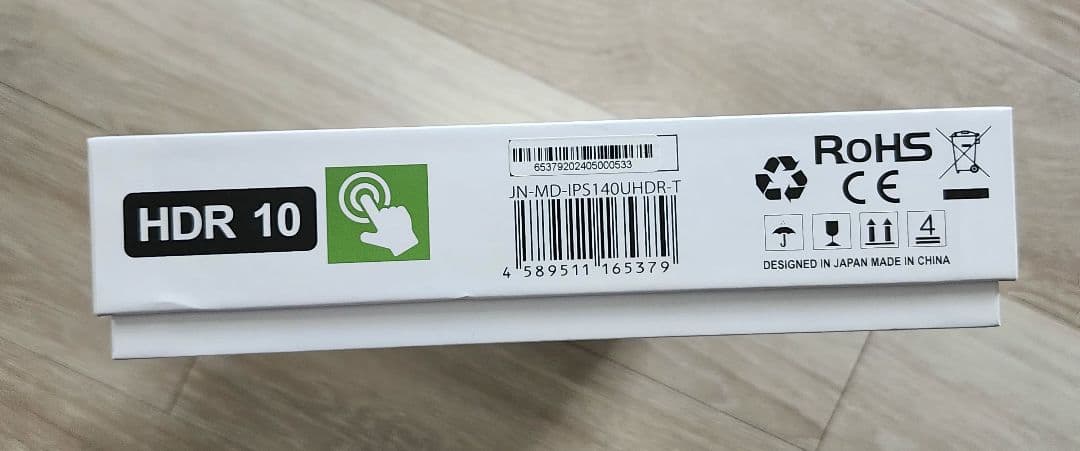 HDR 10
65379202405000533
JN-MD-IPS140UHDR-T
4 589511 165379
RoHS
CE
4
DESIGNED IN JAPAN MADE IN CHINA